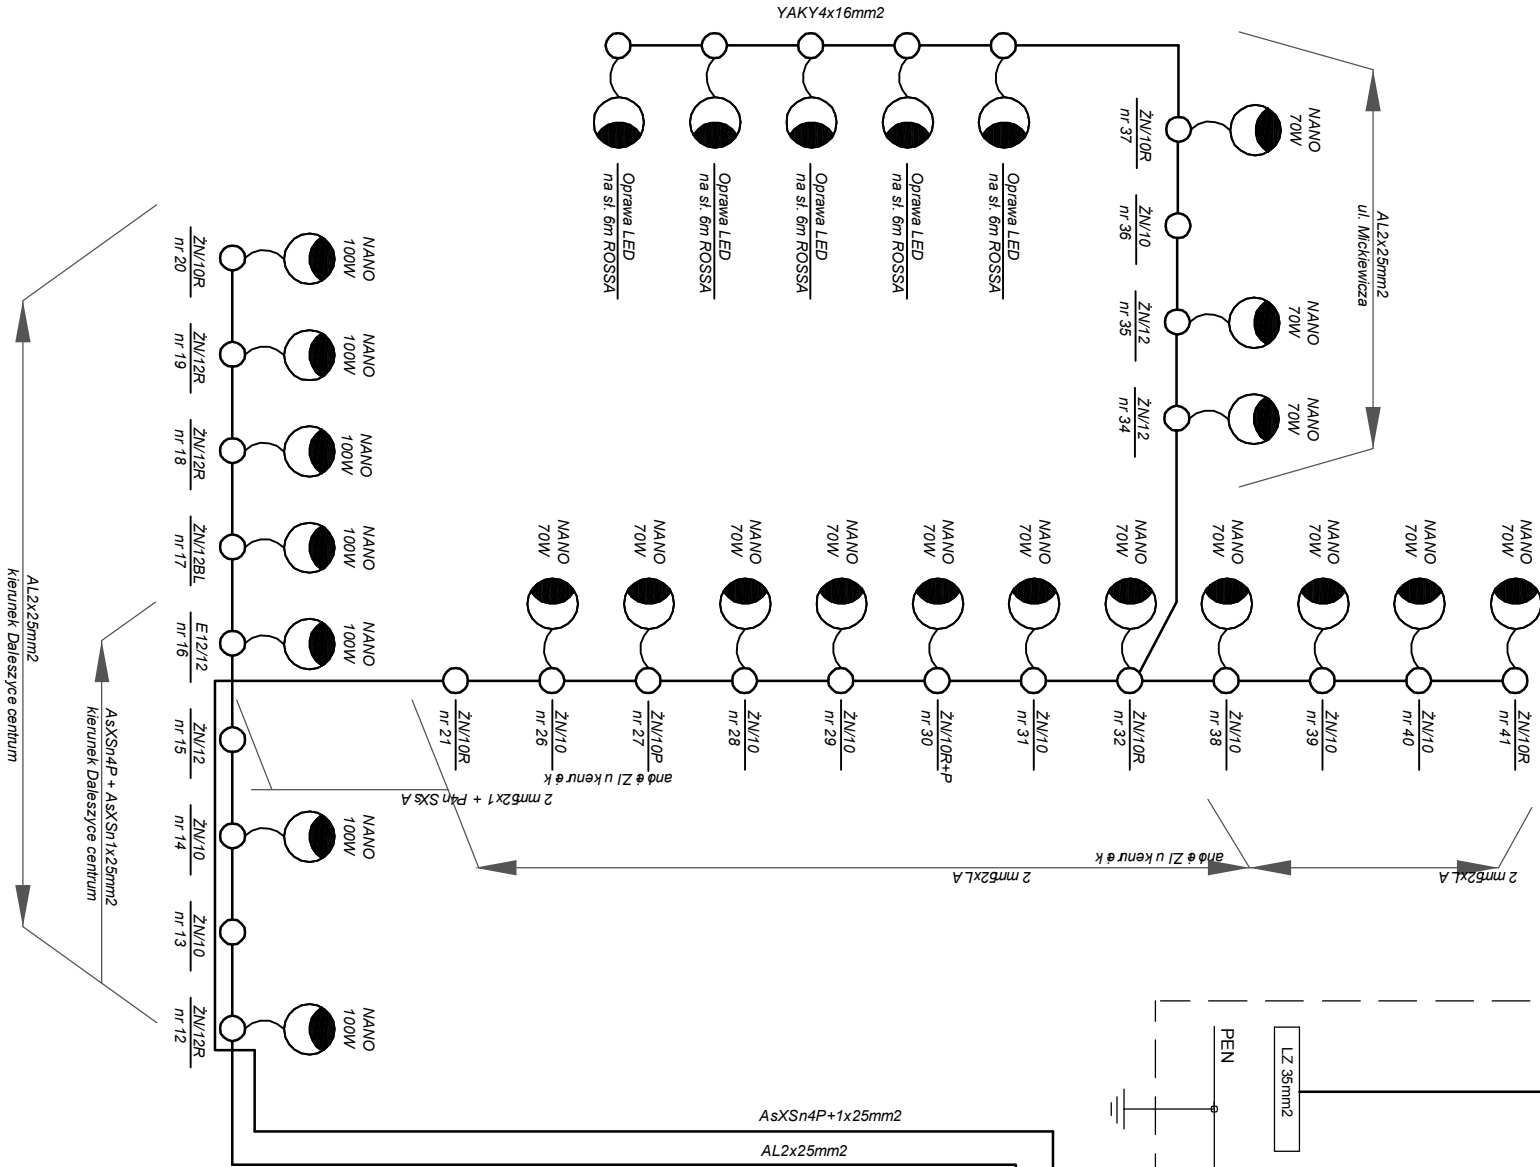 YAKY4x16mm2
Oprawa LED
na sł. 6m ROSSA
Oprawa LED
na sł. 6m ROSSA
Oprawa LED
na sł. 6m ROSSA
Oprawa LED
na sł. 6m ROSSA
Oprawa LED
na sł. 6m ROSSA
NANO
70W
ŻN/10R
nr 37
ŻN/10
nr 36
NANO
70W
ŻN/12
nr 35
NANO
70W
ŻN/12
nr 34
AL2x25mm2
ul. Mickiewicza
NANO
100W
ŻN/10R
nr 20
NANO
100W
ŻN/12R
nr 19
NANO
100W
ŻN/12R
nr 18
NANO
100W
ŻN/12BL
nr 17
NANO
100W
E12/12
nr 16
ŻN/12
nr 15
NANO
100W
ŻN/10
nr 14
ŻN/10
nr 13
NANO
100W
ŻN/12R
nr 12
AL2x25mm2
kierunek Daleszyce centrum
AsXSn4P + AsXSn1x25mm2
kierunek Daleszyce centrum
ŻN/10R
nr 21
NANO
70W
ŻN/10
nr 26
NANO
70W
ŻN/10P
nr 27
NANO
70W
ŻN/10
nr 28
NANO
70W
ŻN/10
nr 29
NANO
70W
ŻN/10R+P
nr 30
NANO
70W
ŻN/10
nr 31
NANO
70W
ŻN/10R
nr 32
NANO
70W
ŻN/10
nr 38
NANO
70W
ŻN/10
nr 39
NANO
70W
ŻN/10
nr 40
NANO
70W
ŻN/10R
nr 41
PEN
LZ 35mm2
AsXSn4P+1x25mm2
AL2x25mm2